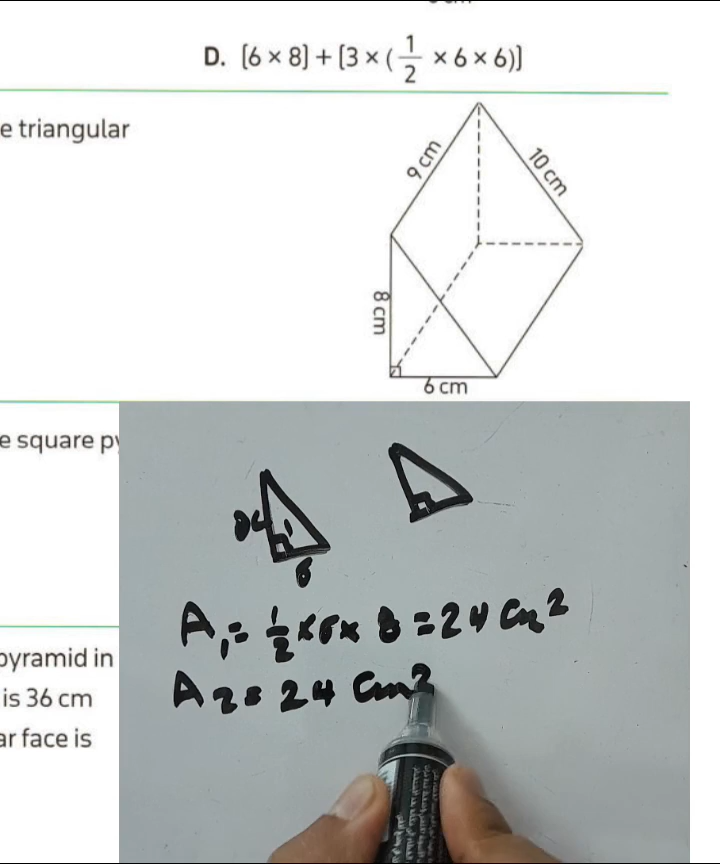 D. [6 × 8] + [3 × ( 1/2 × 6 × 6)]
e triangular
9 cm
10 cm
8 cm
6 cm
e square
8
1
6
A₁ = 1/2 × 6 × 8 = 24 cm²
A₂ = 24 cm²
pyramid in
is 36 cm
ar face is